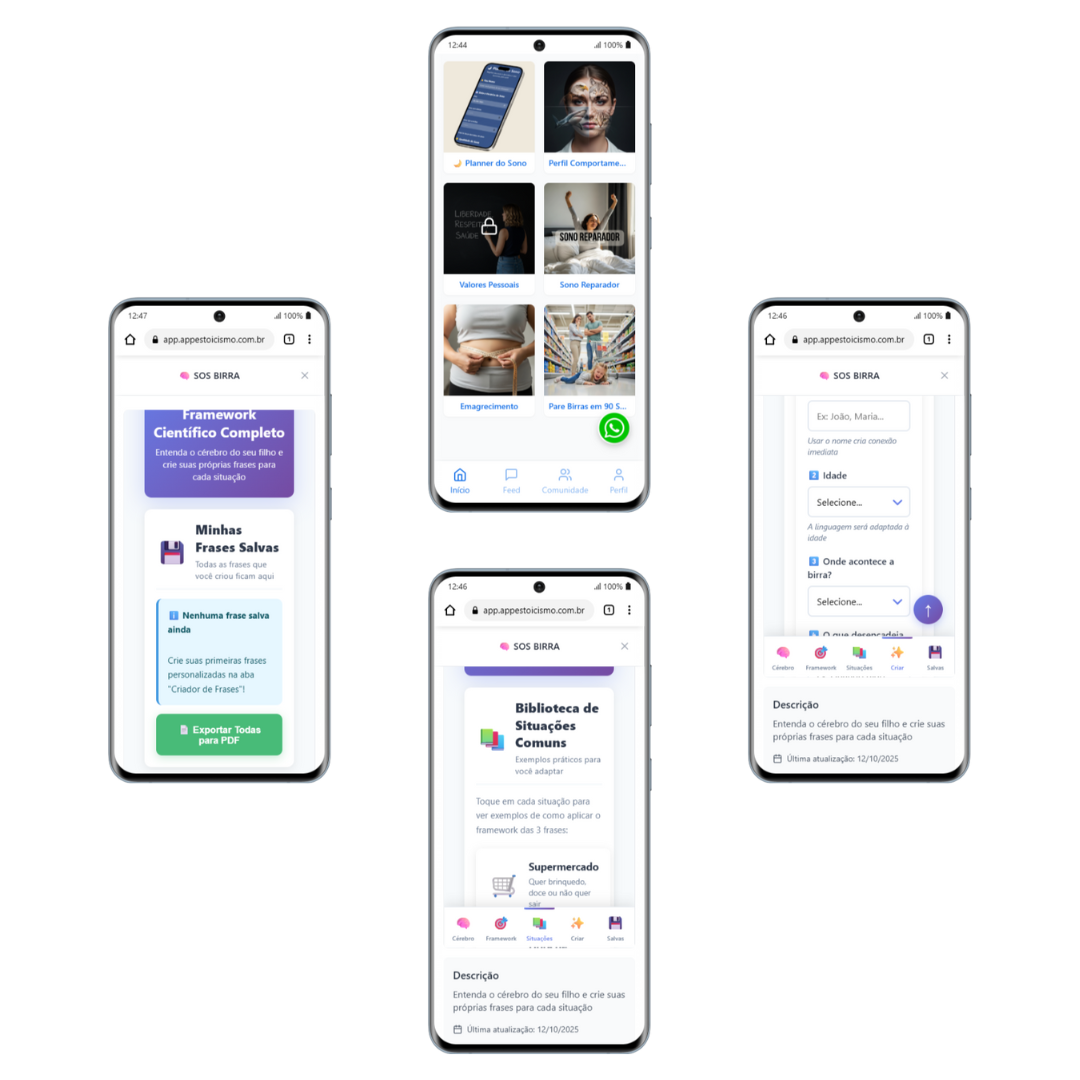 12:44
100%
🌙 Planner do Sono
Perfil Comportame...
LIBERDADE
RESPEIT
SAÚDE
SONO REPARADOR
Valores Pessoais
Sono Reparador
Emagrecimento
Pare Birras em 90 S...
Início
Feed
Comunidade
Perfil
12:47
100%
app.appestoicismo.com.br
1
🧠 SOS BIRRA
×
Framework
Científico Completo
Entenda o cérebro do seu filho e
crie suas próprias frases para
cada situação
Minhas
Frases Salvas
Todas as frases que
você criou ficam aqui
ℹ️ Nenhuma frase salva
ainda
Crie suas primeiras frases
personalizadas na aba
"Criador de Frases"!
📄 Exportar Todas
para PDF
12:46
100%
app.appestoicismo.com.br
1
🧠 SOS BIRRA
×
Ex: João, Maria...
Usar o nome cria conexão
imediata
2️⃣ Idade
Selecione...
A linguagem será adaptada à
idade
3️⃣ Onde acontece a
birra?
Selecione...
O que desencadeia
↑
Cérebro
Framework
Situações
Criar
Salvas
Descrição
Entenda o cérebro do seu filho e crie suas
próprias frases para cada situação
Última atualização: 12/10/2025
12:46
100%
app.appestoicismo.com.br
1
🧠 SOS BIRRA
×
Biblioteca de
Situações
Comuns
Exemplos práticos para
você adaptar
Toque em cada situação para
ver exemplos de como aplicar o
framework das 3 frases:
Supermercado
Quer brinquedo,
doce ou não quer
sair
Cérebro
Framework
Situações
Criar
Salvas
Descrição
Entenda o cérebro do seu filho e crie suas
próprias frases para cada situação
Última atualização: 12/10/2025